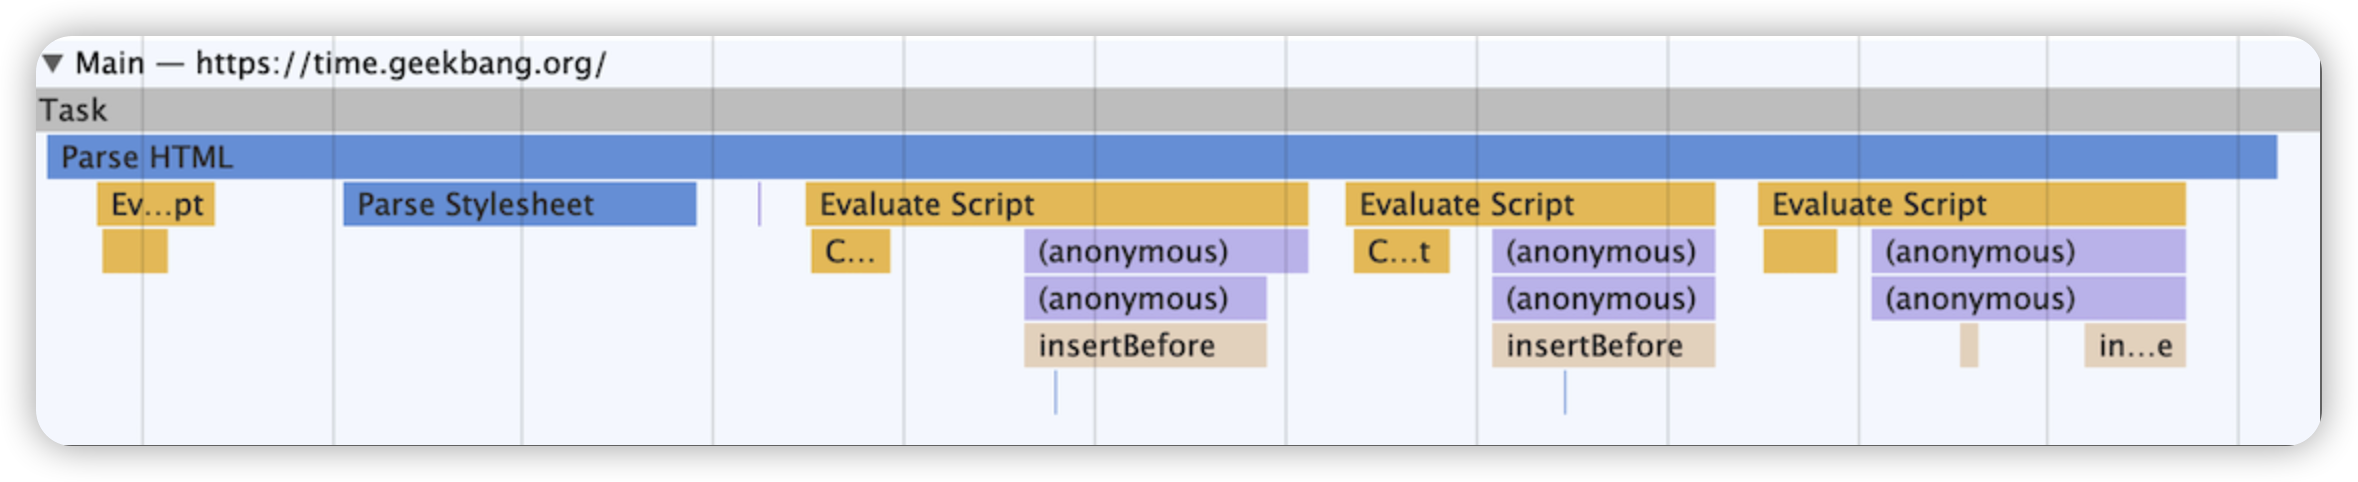 ▼ Main — https://time.geekbang.org/
Task
Parse HTML
Ev...pt Parse Stylesheet Evaluate Script Evaluate Script Evaluate Script
C... (anonymous) C...t (anonymous) (anonymous)
(anonymous) (anonymous) (anonymous)
insertBefore insertBefore in...e